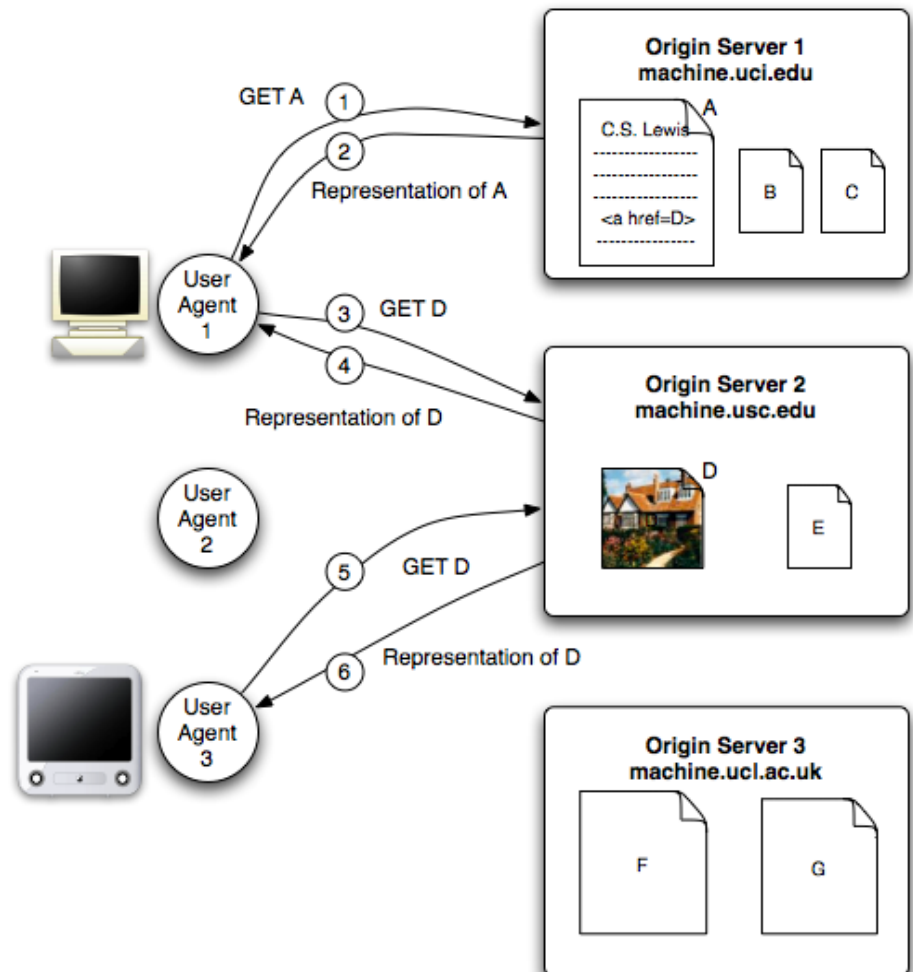 Origin Server 1
machine.uci.edu
GET A
1
A
C.S. Lewis
2
Representation of A
B
C
<a href=D>
User
Agent
1
3
GET D
4
Representation of D
Origin Server 2
machine.usc.edu
D
E
User
Agent
2
5
GET D
6
Representation of D
User
Agent
3
Origin Server 3
machine.ucl.ac.uk
F
G